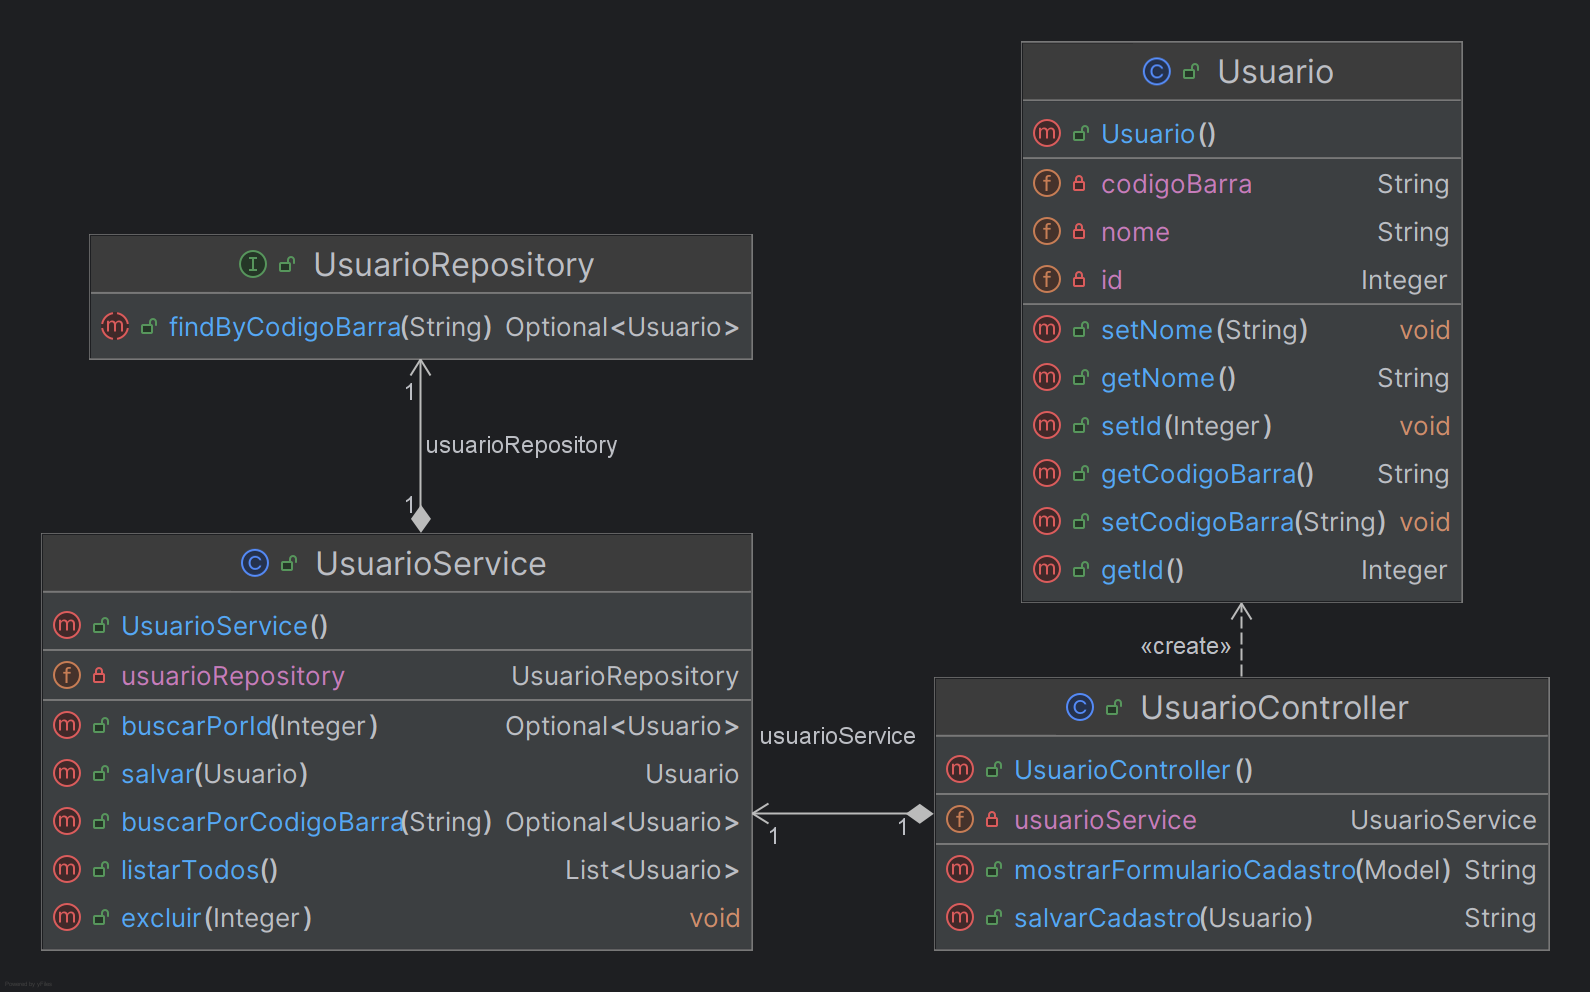 Usuario
Usuario()
codigoBarra String
nome String
id Integer
setNome(String) void
getNome() String
setId(Integer) void
getCodigoBarra() String
setCodigoBarra(String) void
getId() Integer
UsuarioRepository
findByCodigoBarra(String) Optional<Usuario>
1
usuarioRepository
1
UsuarioService
UsuarioService()
usuarioRepository UsuarioRepository
buscarPorId(Integer) Optional<Usuario>
salvar(Usuario) Usuario
buscarPorCodigoBarra(String) Optional<Usuario>
listarTodos() List<Usuario>
excluir(Integer) void
usuarioService
1
1
«create»
UsuarioController
UsuarioController()
usuarioService UsuarioService
mostrarFormularioCadastro(Model) String
salvarCadastro(Usuario) String
Powered by yFiles